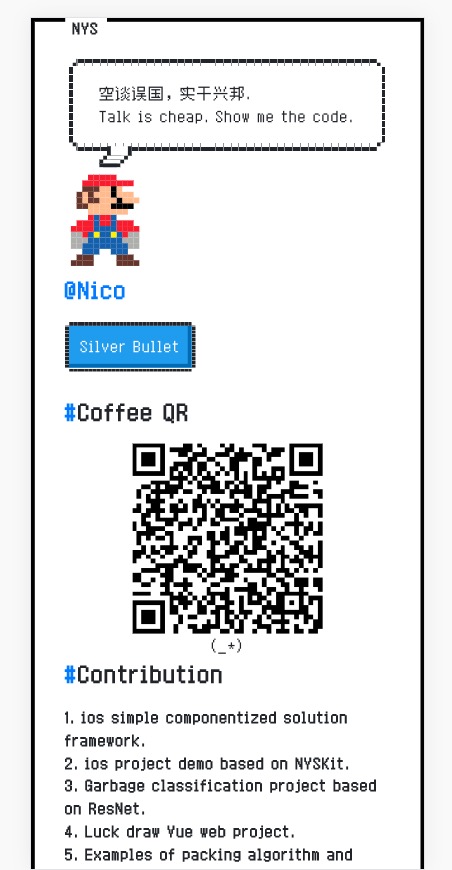 NYS
空谈误国，实干兴邦.
Talk is cheap. Show me the code.
@Nico
Silver Bullet
#Coffee QR
(_*)
#Contribution
1. ios simple componentized solution
framework.
2. ios project demo based on NYSKit.
3. Garbage classification project based
on ResNet.
4. Luck draw Vue web project.
5. Examples of packing algorithm and